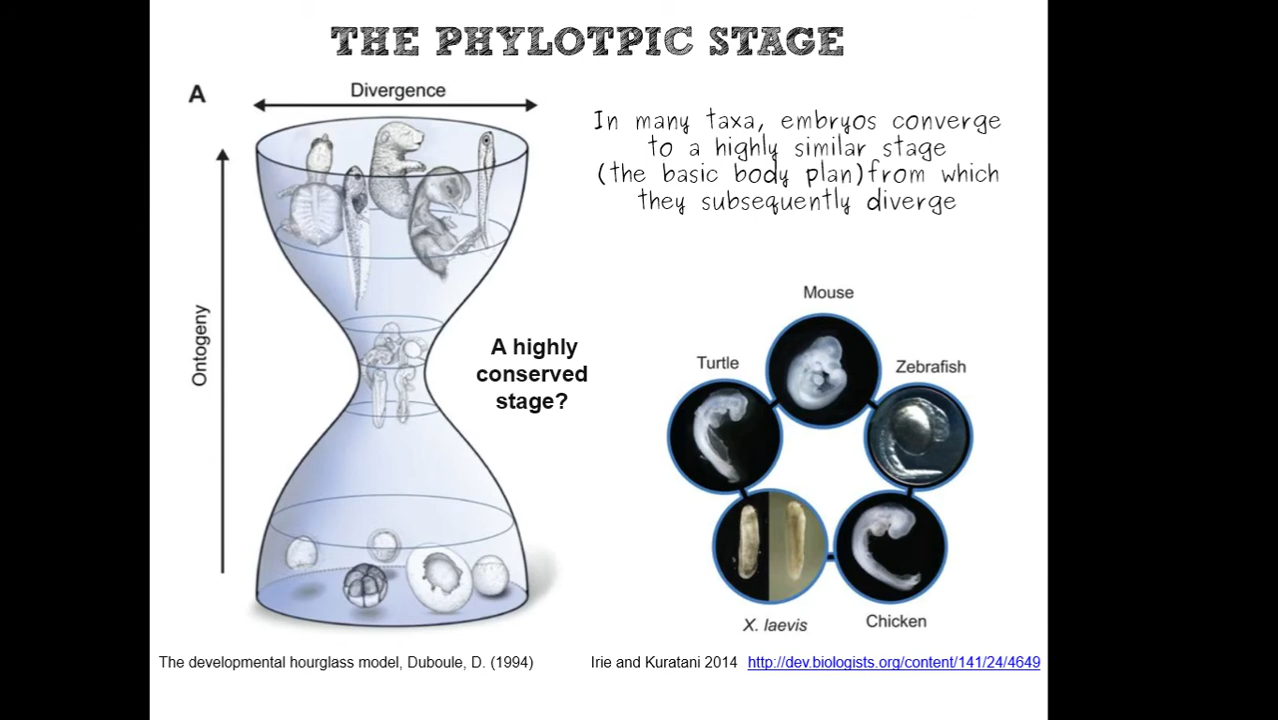 THE PHYLOTPIC STAGE
A
Divergence
In many taxa, embryos converge
to a highly similar stage
(the basic body plan)from which
they subsequently diverge
Ontogeny
A highly
conserved
stage?
Mouse
Turtle
Zebrafish
X. laevis
Chicken
The developmental hourglass model, Duboule, D. (1994)
Irie and Kuratani 2014 http://dev.biologists.org/content/141/24/4649